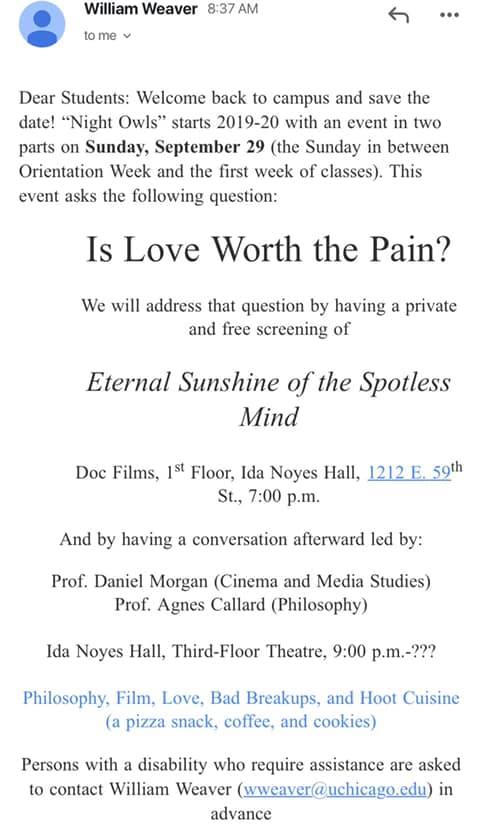 William Weaver 8:37 AM
to me
Dear Students: Welcome back to campus and save the
date! “Night Owls” starts 2019-20 with an event in two
parts on Sunday, September 29 (the Sunday in between
Orientation Week and the first week of classes). This
event asks the following question:
Is Love Worth the Pain?
We will address that question by having a private
and free screening of
Eternal Sunshine of the Spotless
Mind
Doc Films, 1st Floor, Ida Noyes Hall, 1212 E. 59th
St., 7:00 p.m.
And by having a conversation afterward led by:
Prof. Daniel Morgan (Cinema and Media Studies)
Prof. Agnes Callard (Philosophy)
Ida Noyes Hall, Third-Floor Theatre, 9:00 p.m.-???
Philosophy, Film, Love, Bad Breakups, and Hoot Cuisine
(a pizza snack, coffee, and cookies)
Persons with a disability who require assistance are asked
to contact William Weaver (wweaver@uchicago.edu) in
advance